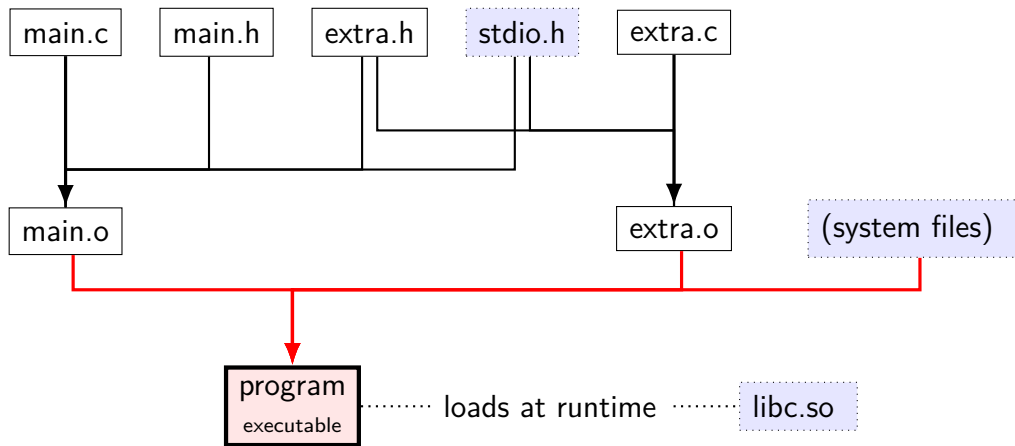 main.c
main.h
extra.h
stdio.h
extra.c
main.o
extra.o
(system files)
program
executable
loads at runtime
libc.so